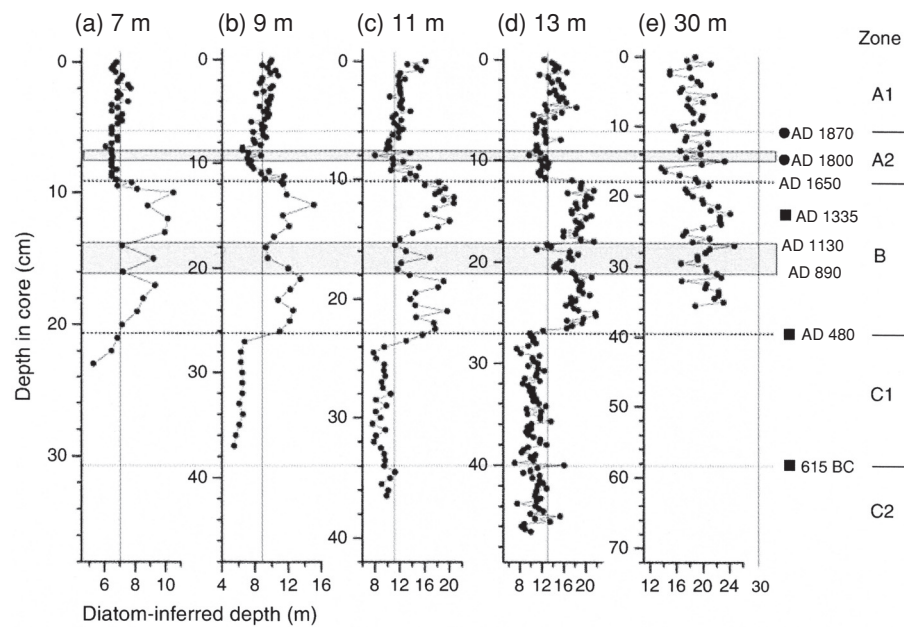 (a) 7 m (b) 9 m (c) 11 m (d) 13 m (e) 30 m
Zone
Depth in core (cm)
0
10
20
30
0
10
20
30
40
0
10
20
30
40
0
10
20
30
40
0
10
20
30
40
50
60
70
A1
AD 1870
AD 1800
A2
AD 1650
AD 1335
AD 1130
B
AD 890
AD 480
C1
615 BC
C2
6 8 10
4 8 12 16
6 8 12 16 20
8 12 16 24
12 16 20 24 30
Diatom-inferred depth (m)